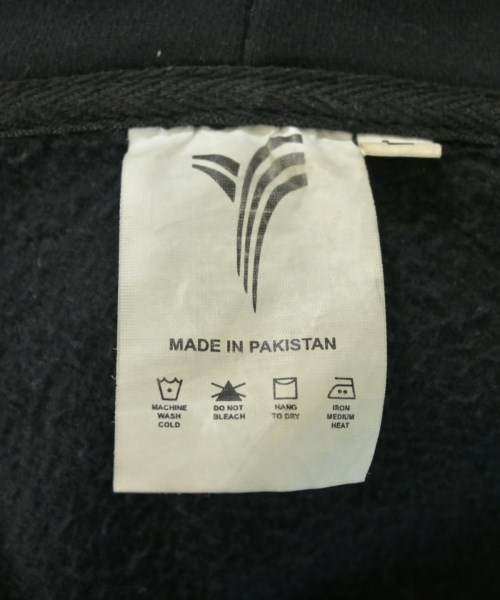 L
MADE IN PAKISTAN
MACHINE WASH COLD
DO NOT BLEACH
HANG TO DRY
IRON MEDIUM HEAT